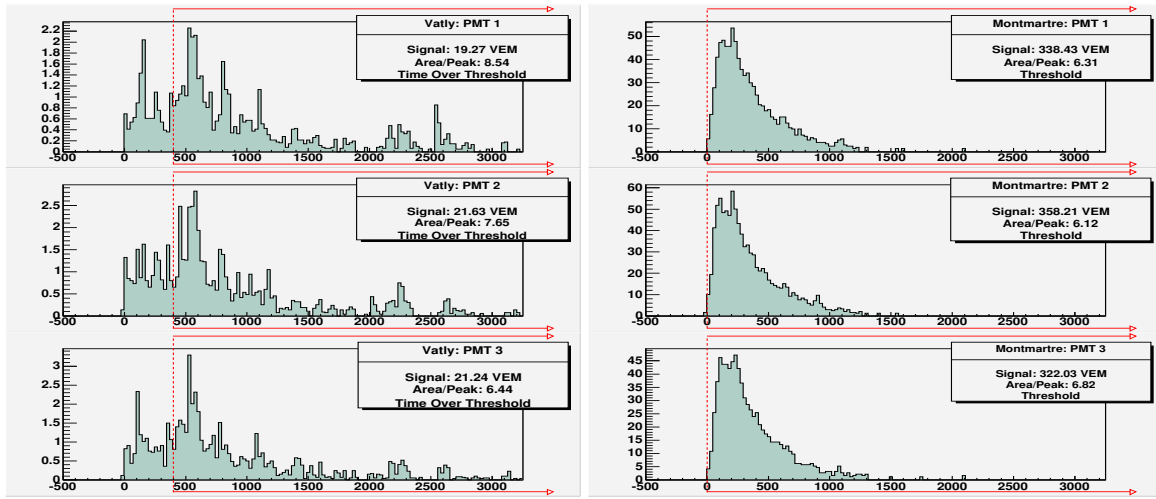 Vatly: PMT 1
Signal: 19.27 VEM
Area/Peak: 8.54
Time Over Threshold
2.2
2
1.8
1.6
1.4
1.2
1
0.8
0.6
0.4
0.2
0
-500 0 500 1000 1500 2000 2500 3000
Montmartre: PMT 1
Signal: 338.43 VEM
Area/Peak: 6.31
Threshold
50
40
30
20
10
0
-500 0 500 1000 1500 2000 2500 3000
Vatly: PMT 2
Signal: 21.63 VEM
Area/Peak: 7.65
Time Over Threshold
2.5
2
1.5
1
0.5
0
-500 0 500 1000 1500 2000 2500 3000
Montmartre: PMT 2
Signal: 358.21 VEM
Area/Peak: 6.12
Threshold
60
50
40
30
20
10
0
-500 0 500 1000 1500 2000 2500 3000
Vatly: PMT 3
Signal: 21.24 VEM
Area/Peak: 6.44
Time Over Threshold
3
2.5
2
1.5
1
0.5
0
-500 0 500 1000 1500 2000 2500 3000
Montmartre: PMT 3
Signal: 322.03 VEM
Area/Peak: 6.82
Threshold
45
40
35
30
25
20
15
10
5
0
-500 0 500 1000 1500 2000 2500 3000